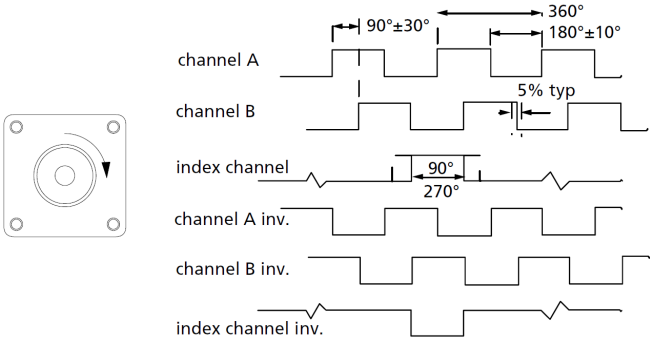 360°
90°±30°
180°±10°
channel A
5% typ
channel B
index channel
90°
270°
channel A inv.
channel B inv.
index channel inv.